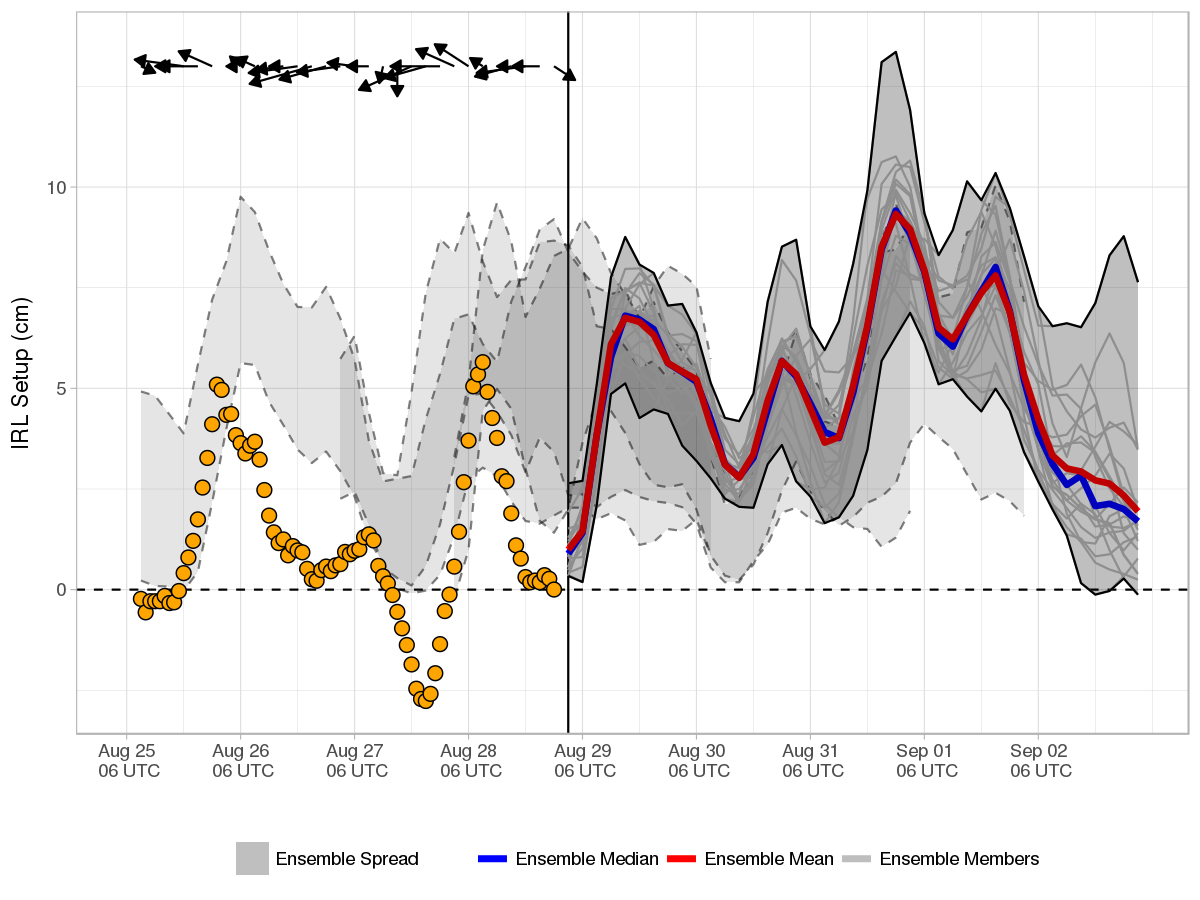 10
5
0
IRL Setup (cm)
Aug 25
06 UTC
Aug 26
06 UTC
Aug 27
06 UTC
Aug 28
06 UTC
Aug 29
06 UTC
Aug 30
06 UTC
Aug 31
06 UTC
Sep 01
06 UTC
Sep 02
06 UTC
Ensemble Spread
Ensemble Median
Ensemble Mean
Ensemble Members